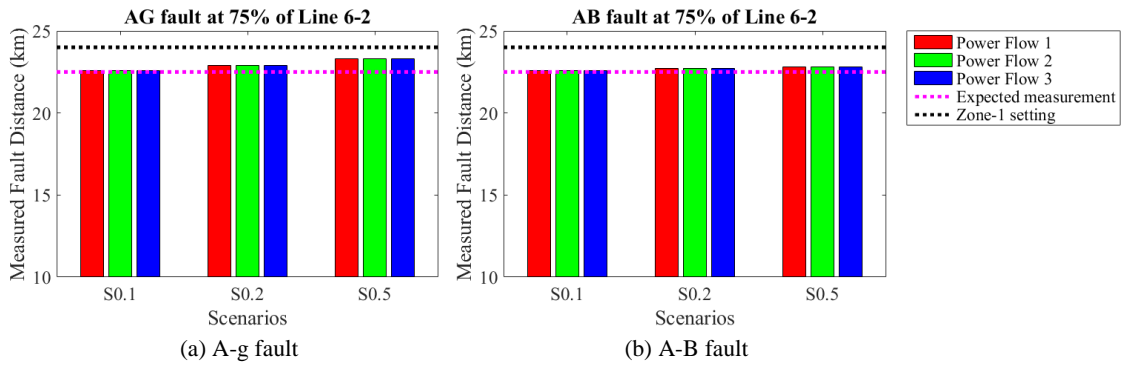 AG fault at 75% of Line 6-2
25
20
15
10
Measured Fault Distance (km)
S0.1
S0.2
S0.5
Scenarios
(a) A-g fault
AB fault at 75% of Line 6-2
25
20
15
10
Measured Fault Distance (km)
S0.1
S0.2
S0.5
Scenarios
(b) A-B fault
Power Flow 1
Power Flow 2
Power Flow 3
Expected measurement
Zone-1 setting